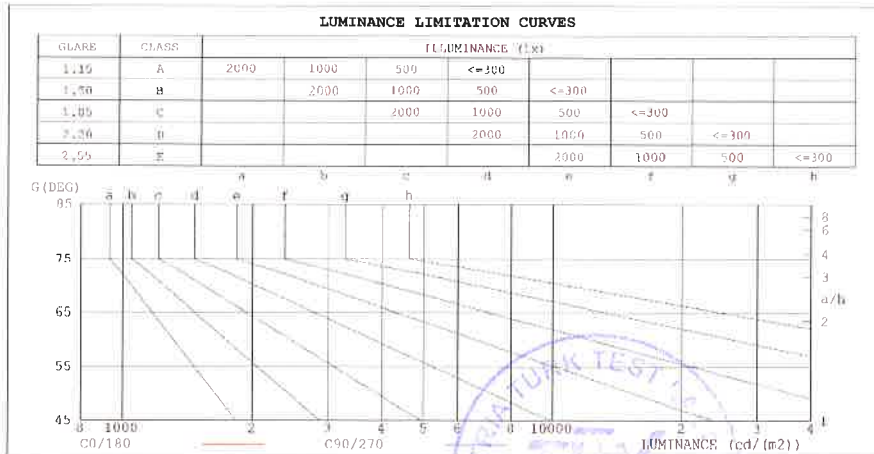 LUMINANCE LIMITATION CURVES
GLARE CLASS ILLUMINANCE (lx)
1.15 A 2000 1000 500 <=300
1.50 B 2000 1000 500 <=300
1.85 C 2000 1000 500 <=300
2.20 D 2000 1000 500 <=300
2.55 E 2000 1000 500 <=300
a b c d e f g h
G(DEG)
a b c d e f g h
85 8
6
75 4
3
65 a/h
2
55
45
8 1000 2 3 4 5 6 8 10000 2 3 4
C0/180 C90/270 LUMINANCE (cd/(m2))
TURK TEST